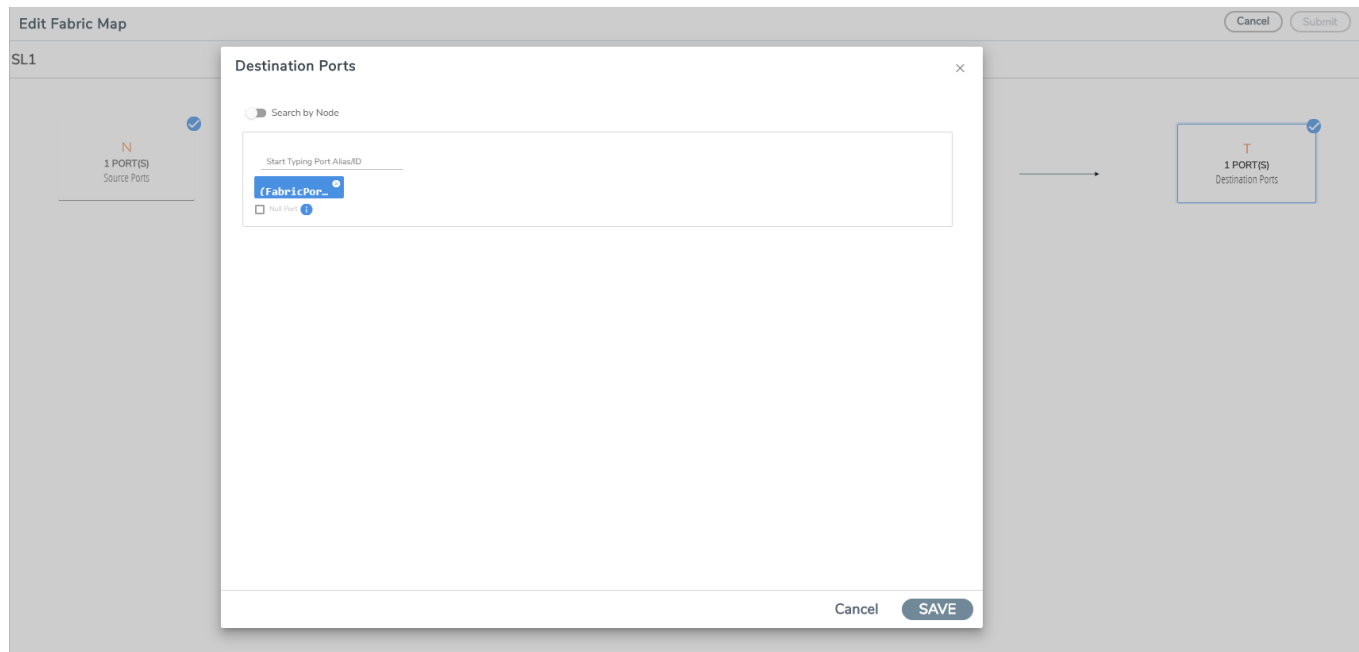 Edit Fabric Map
Cancel
Submit
SL1
Destination Ports
Search by Node
N
1 PORT(S)
Source Ports
Start Typing Port Alias/ID
(FabricPor…
Null Port
T
1 PORT(S)
Destination Ports
Cancel
SAVE